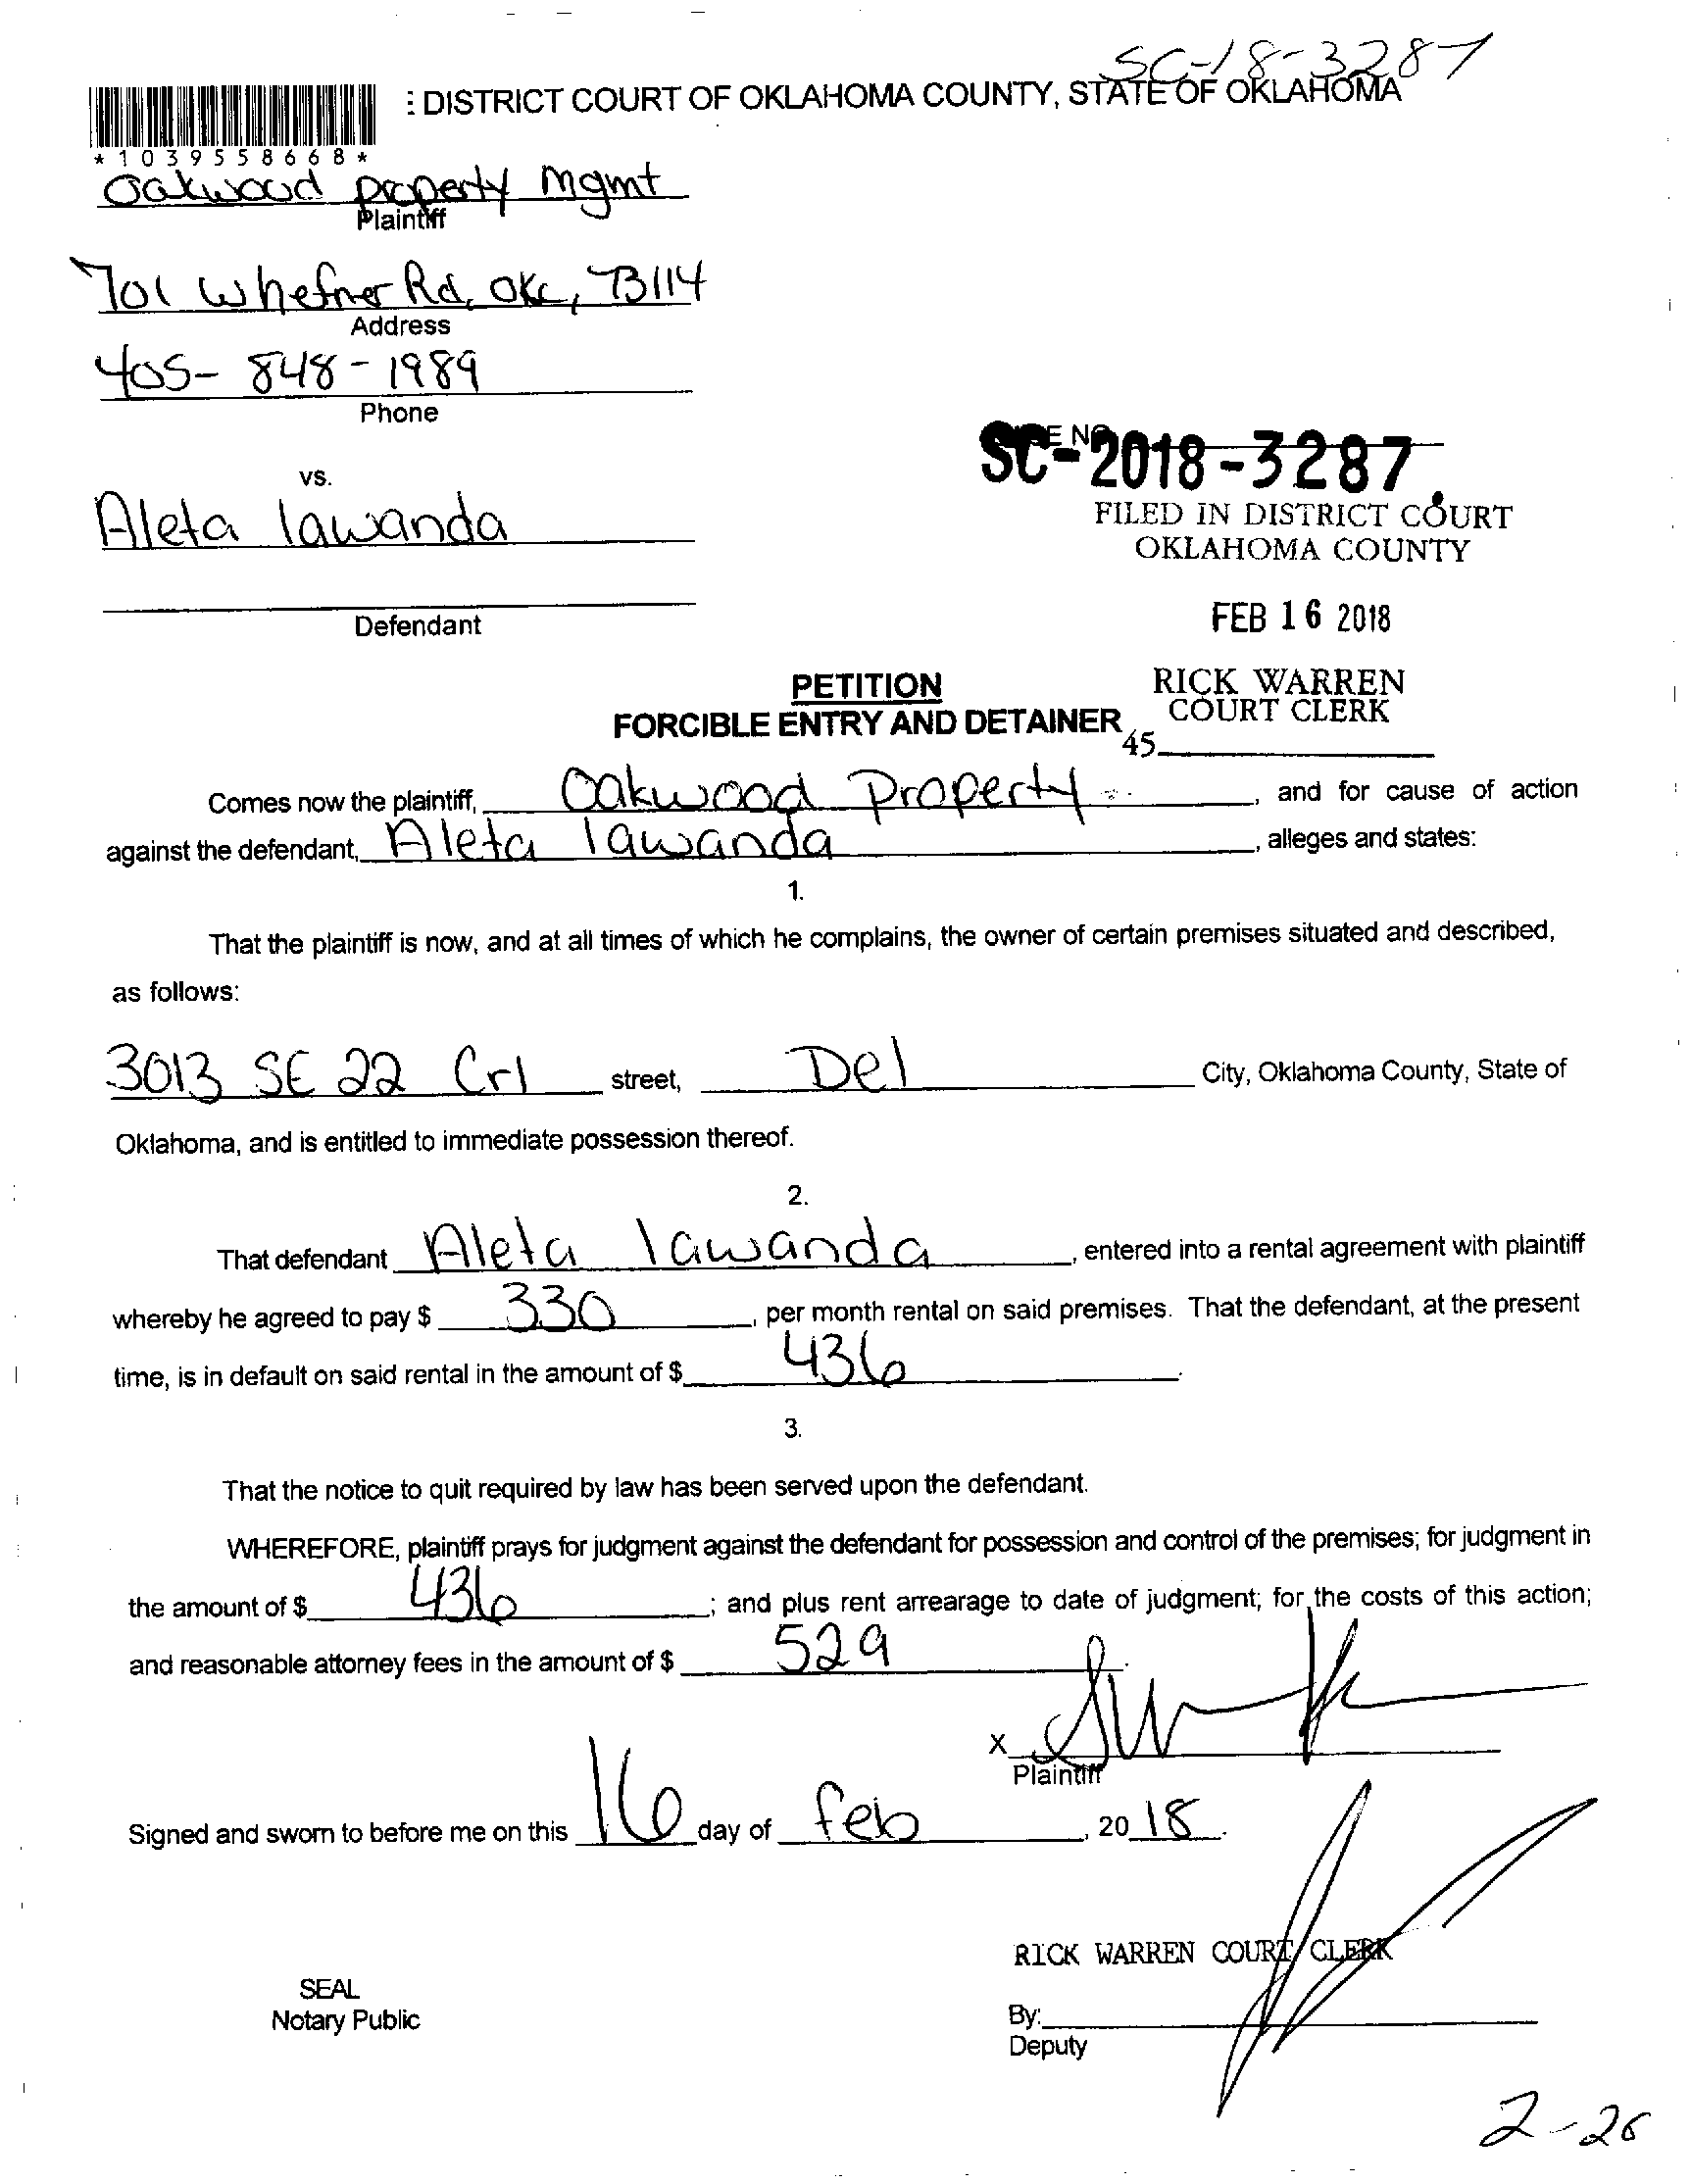 SC-18-3287
: DISTRICT COURT OF OKLAHOMA COUNTY, STATE OF OKLAHOMA
*1039558668*
Oakwood property mgmt
Plaintiff
701 Whefner Rd, OKC, 73114
Address
405- 848-1989
Phone
SC-2018-3287
vs.
Aleta lawanda
FILED IN DISTRICT COURT
OKLAHOMA COUNTY
Defendant
FEB 16 2018
PETITION
RICK WARREN
COURT CLERK
FORCIBLE ENTRY AND DETAINER
45
Comes now the plaintiff, Oakwood Property, and for cause of action
against the defendant, Aleta lawanda, alleges and states:
1.
That the plaintiff is now, and at all times of which he complains, the owner of certain premises situated and described,
as follows:
3013 SE 22 Crl street, Del City, Oklahoma County, State of
Oklahoma, and is entitled to immediate possession thereof.
2.
That defendant Aleta lawanda, entered into a rental agreement with plaintiff
whereby he agreed to pay $ 330, per month rental on said premises. That the defendant, at the present
time, is in default on said rental in the amount of $ 436.
3.
That the notice to quit required by law has been served upon the defendant.
WHEREFORE, plaintiff prays for judgment against the defendant for possession and control of the premises; for judgment in
the amount of $ 436; and plus rent arrearage to date of judgment; for the costs of this action;
and reasonable attorney fees in the amount of $ 529
X
Plaintiff
Signed and sworn to before me on this 16 day of feb, 20 18.
RICK WARREN COURT CLERK
SEAL
Notary Public
By:
Deputy
2-26